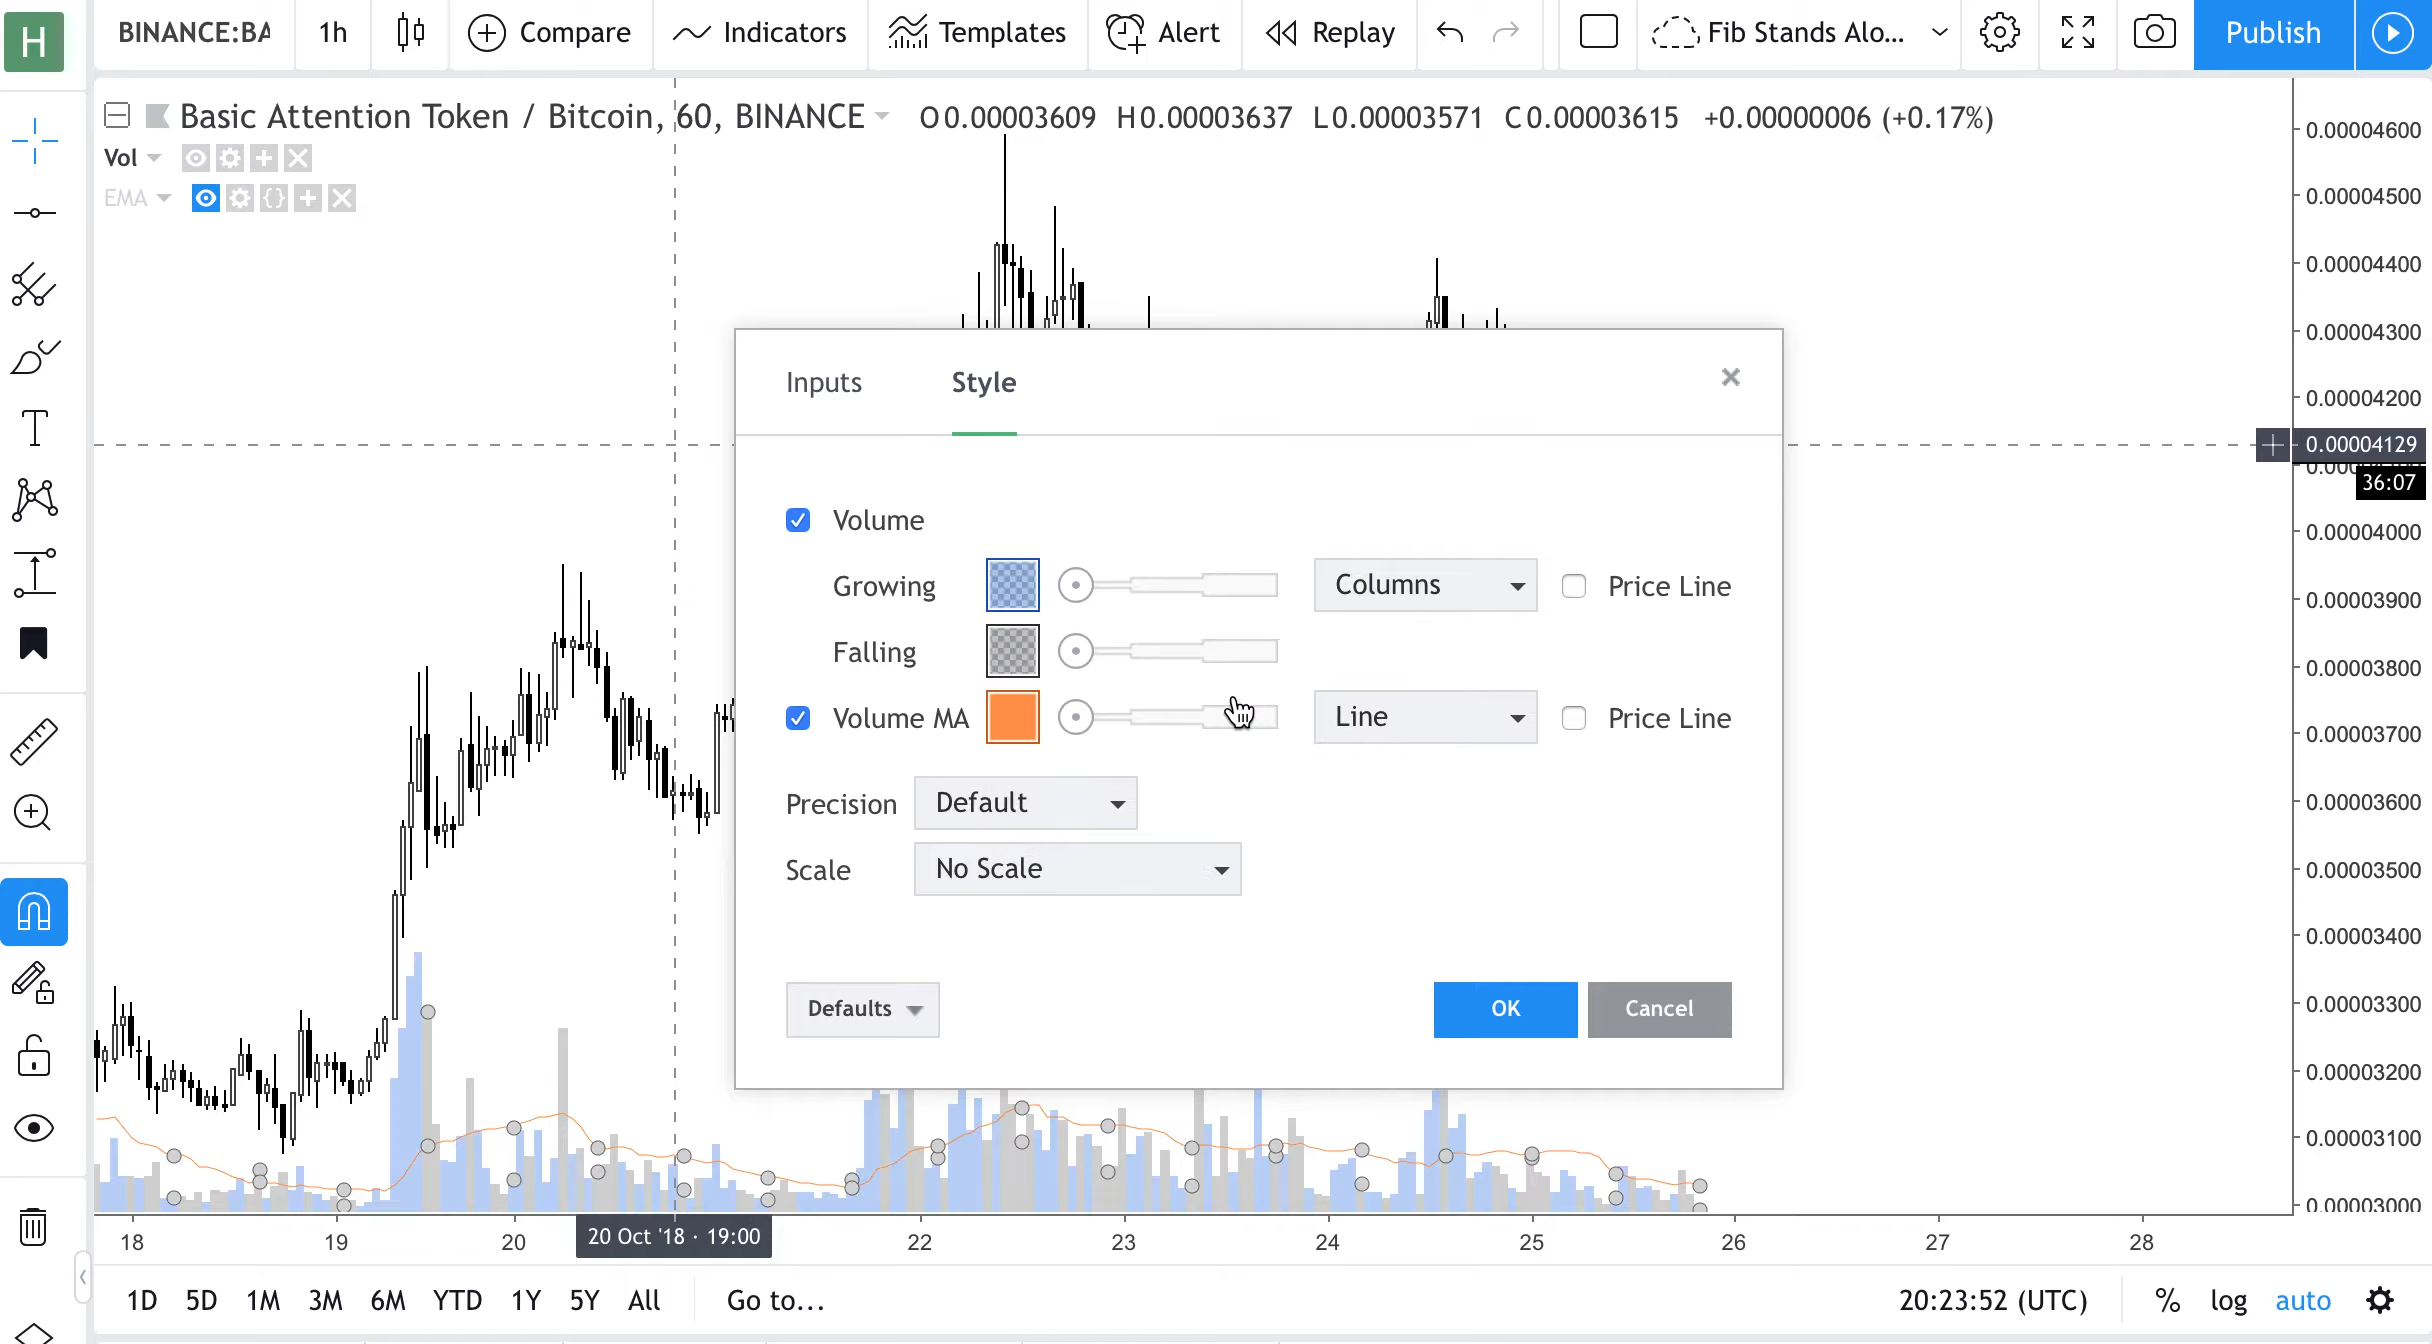 H
BINANCE:BA
1h
Compare
Indicators
Templates
Alert
Replay
Fib Stands Alo...
Publish
Basic Attention Token / Bitcoin, 60, BINANCE
O0.00003609 H0.00003637 L0.00003571 C0.00003615 +0.00000006 (+0.17%)
Vol
EMA
0.00004600
0.00004500
0.00004400
0.00004300
0.00004200
0.00004129
36:07
0.00004000
0.00003900
0.00003800
0.00003700
0.00003600
0.00003500
0.00003400
0.00003300
0.00003200
0.00003100
0.00003000
Inputs
Style
Volume
Growing
Columns
Price Line
Falling
Volume MA
Line
Price Line
Precision
Default
Scale
No Scale
Defaults
OK
Cancel
18
19
20
20 Oct '18 · 19:00
22
23
24
25
26
27
28
1D 5D 1M 3M 6M YTD 1Y 5Y All
Go to...
20:23:52 (UTC)
%
log
auto